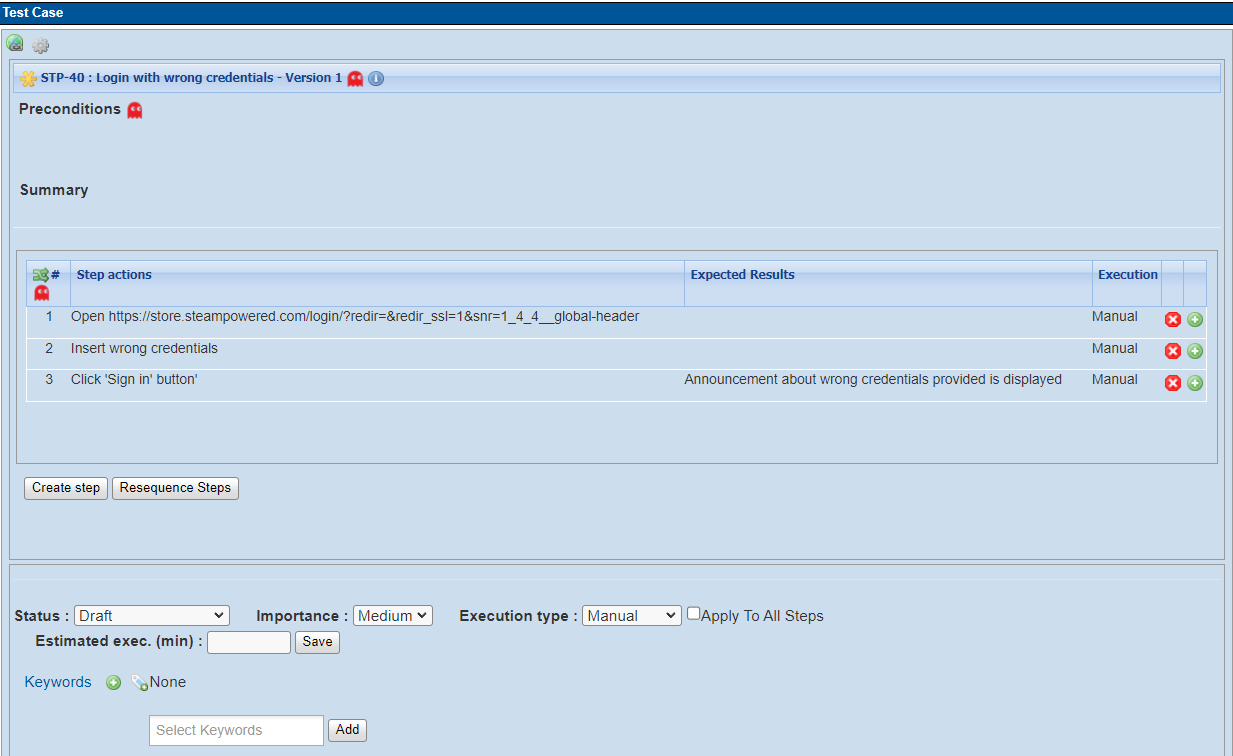 Test Case
STP-40 : Login with wrong credentials - Version 1
Preconditions
Summary
# Step actions Expected Results Execution
1 Open https://store.steampowered.com/login/?redir=&redir_ssl=1&snr=1_4_4__global-header Manual
2 Insert wrong credentials Manual
3 Click 'Sign in' button' Announcement about wrong credentials provided is displayed Manual
Create step Resequence Steps
Status : Draft Importance : Medium Execution type : Manual Apply To All Steps
Estimated exec. (min) : Save
Keywords None
Select Keywords Add